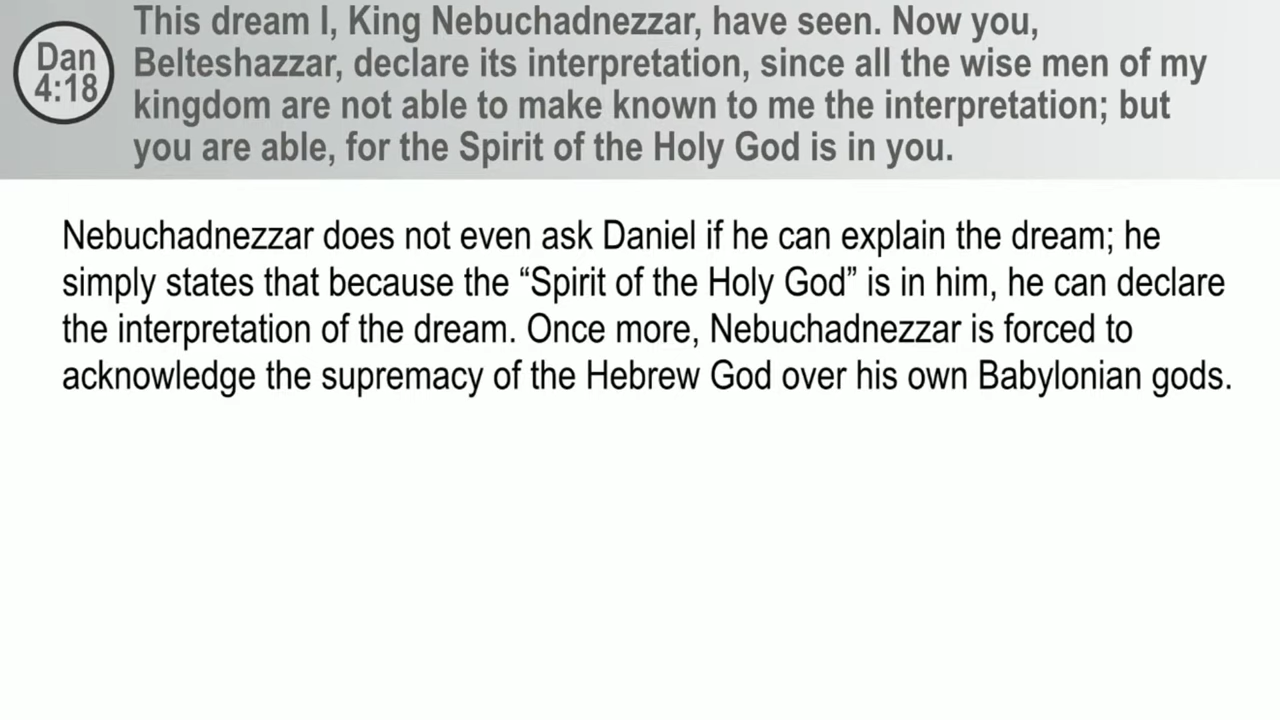 Dan
4:18
This dream I, King Nebuchadnezzar, have seen. Now you,
Belteshazzar, declare its interpretation, since all the wise men of my
kingdom are not able to make known to me the interpretation; but
you are able, for the Spirit of the Holy God is in you.
Nebuchadnezzar does not even ask Daniel if he can explain the dream; he
simply states that because the “Spirit of the Holy God” is in him, he can declare
the interpretation of the dream. Once more, Nebuchadnezzar is forced to
acknowledge the supremacy of the Hebrew God over his own Babylonian gods.